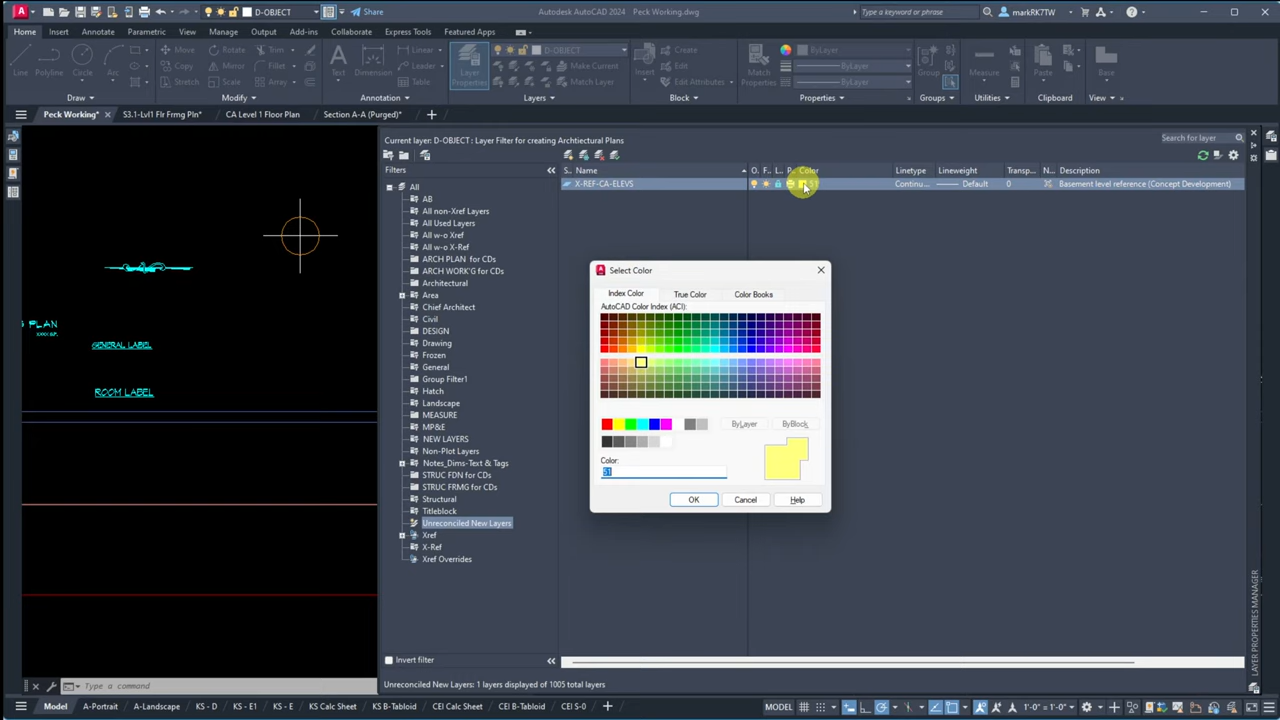 D-OBJECT
Share
Autodesk AutoCAD 2024 Peck Working.dwg
Type a keyword or phrase
markRK7TW
Home Insert Annotate Parametric View Manage Output Add-ins Collaborate Express Tools Featured Apps
Line Polyline Circle Arc
Move Rotate Trim
Copy Mirror Fillet
Stretch Scale Array
Text Dimension
Linear
Leader
Table
Layer Properties
D-OBJECT
Make Current
Match Layer
Insert
Create
Edit
Edit Attributes
Match Properties
ByLayer
ByLayer
ByLayer
Group
Measure
Paste
Base
Draw Modify Annotation Layers Block Properties Groups Utilities Clipboard View
Peck Working* S3.1-Lvl1 Flr Frmg Pln* CA Level 1 Floor Plan Section A-A (Purged)*
Current layer: D-OBJECT : Layer Filter for creating Archtiectural Plans
Search for layer
Filters
S.. Name O. F. L.. P.. Color Linetype Lineweight Transp... N... Description
X-REF-CA-ELEVS 51 Continu... Default 0 Basement level reference (Concept Development)
All
AB
All non-Xref Layers
All Used Layers
All w-o Xref
All w-o X-Ref
ARCH PLAN for CDs
ARCH WORK'G for CDs
Architectural
Area
Chief Architect
Civil
DESIGN
Drawing
Frozen
General
Group Filter1
Hatch
Landscape
MEASURE
MP&E
NEW LAYERS
Non-Plot Layers
Notes_Dims-Text & Tags
STRUC FDN for CDs
STRUC FRMG for CDs
Structural
Titleblock
Unreconciled New Layers
Xref
X-Ref
Xref Overrides
PLAN
GENERAL LABEL
ROOM LABEL
Select Color
Index Color True Color Color Books
AutoCAD Color Index (ACI):
ByLayer ByBlock
Color:
51
OK Cancel Help
Invert filter
Unreconciled New Layers: 1 layers displayed of 1005 total layers
LAYER PROPERTIES MANAGER
Type a command
Model A-Portrait A-Landscape KS - D KS - E1 KS - E KS Calc Sheet KS B-Tabloid CEI Calc Sheet CEI B-Tabloid CEI S-0
MODEL 1'-0" = 1'-0"